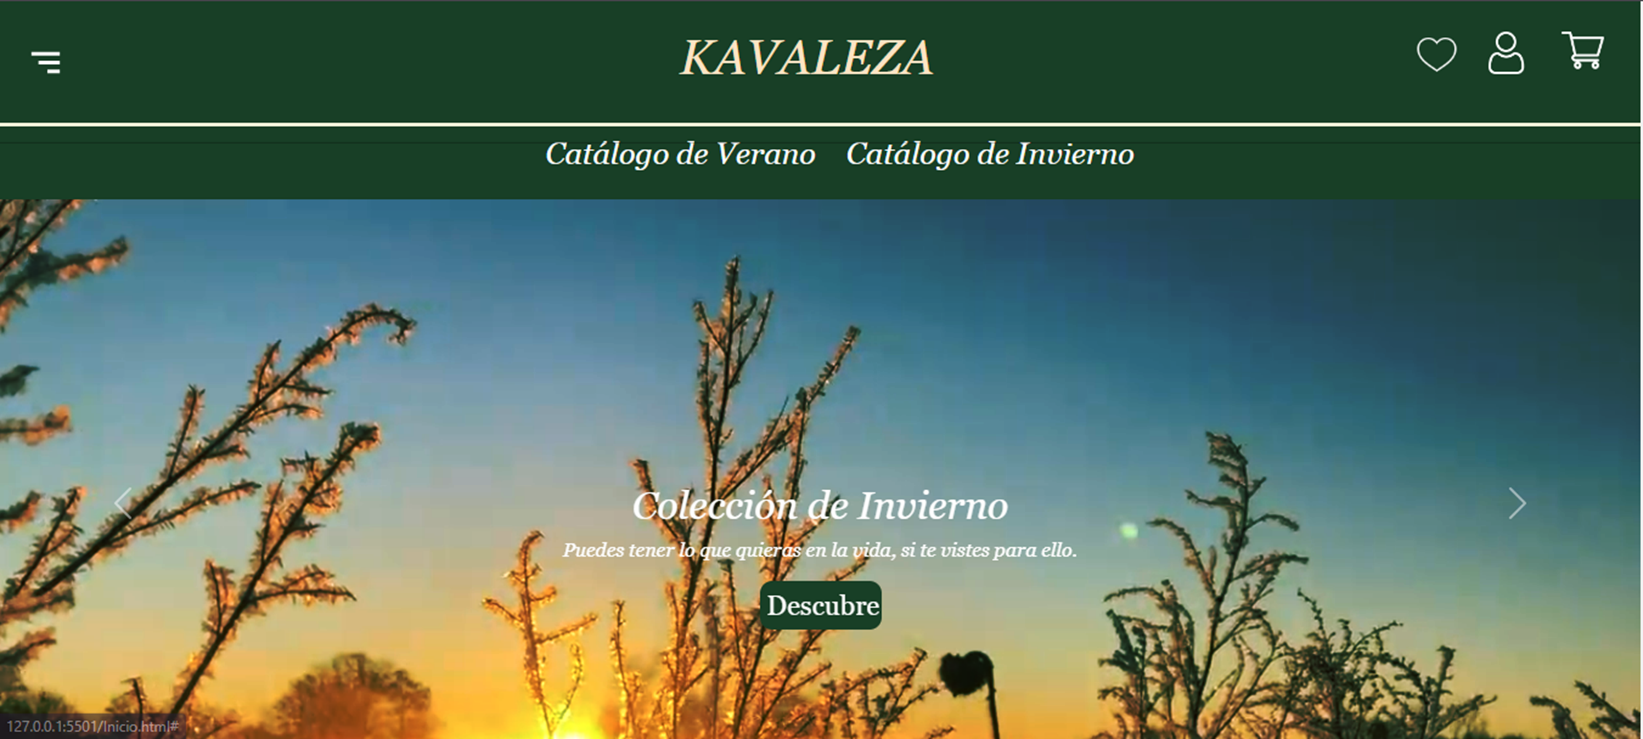 KAVALEZA
Catálogo de Verano Catálogo de Invierno
Colección de Invierno
Puedes tener lo que quieras en la vida, si te vistes para ello.
Descubre
127.0.0.1:5501/Inicio.html#